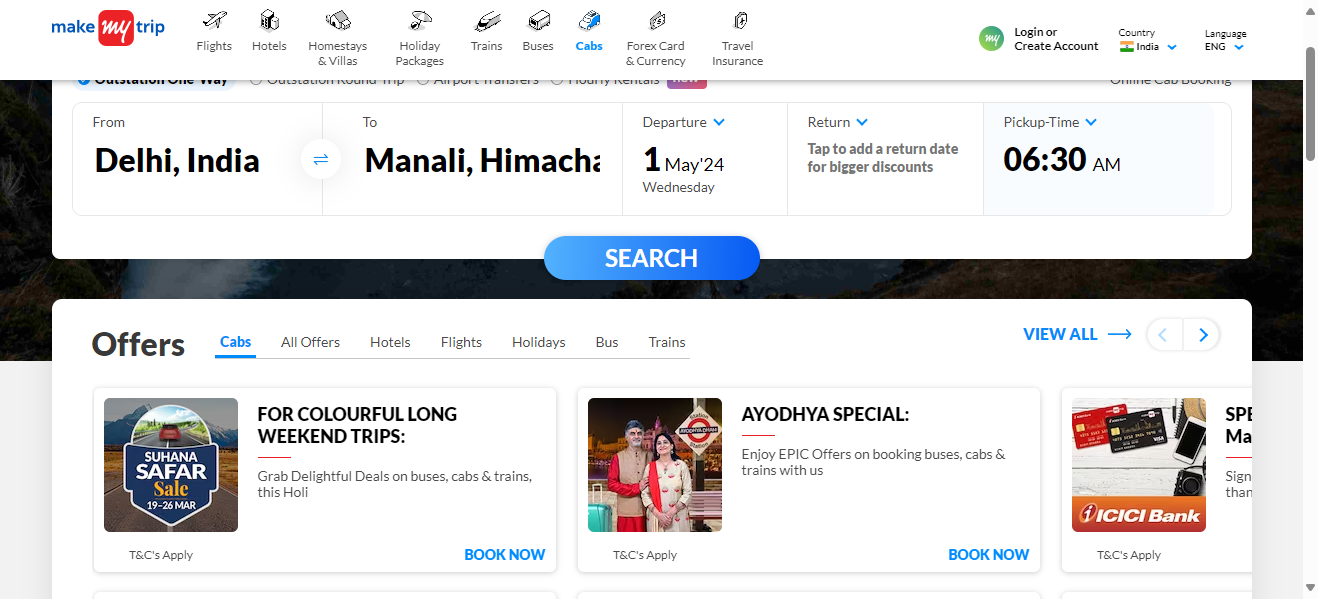 make my trip
Flights
Hotels
Homestays
& Villas
Holiday
Packages
Trains
Buses
Cabs
Forex Card
& Currency
Travel
Insurance
my
Login or
Create Account
Country
India
Language
ENG
Outstation One-Way
Outstation Round Trip
Airport Transfers
Hourly Rentals
Online Cab Booking
From
Delhi, India
To
Manali, Himacha
Departure
1 May'24
Wednesday
Return
Tap to add a return date
for bigger discounts
Pickup-Time
06:30 AM
SEARCH
Offers
Cabs
All Offers
Hotels
Flights
Holidays
Bus
Trains
VIEW ALL
SUHANA
SAFAR
Sale
19-26 MAR
FOR COLOURFUL LONG
WEEKEND TRIPS:
Grab Delightful Deals on buses, cabs & trains,
this Holi
T&C's Apply
BOOK NOW
Station
AYODHYA DHAM
Station
AYODHYA SPECIAL:
Enjoy EPIC Offers on booking buses, cabs &
trains with us
T&C's Apply
BOOK NOW
VISA
ICICI Bank
SPE
Ma
Sign
than
T&C's Apply